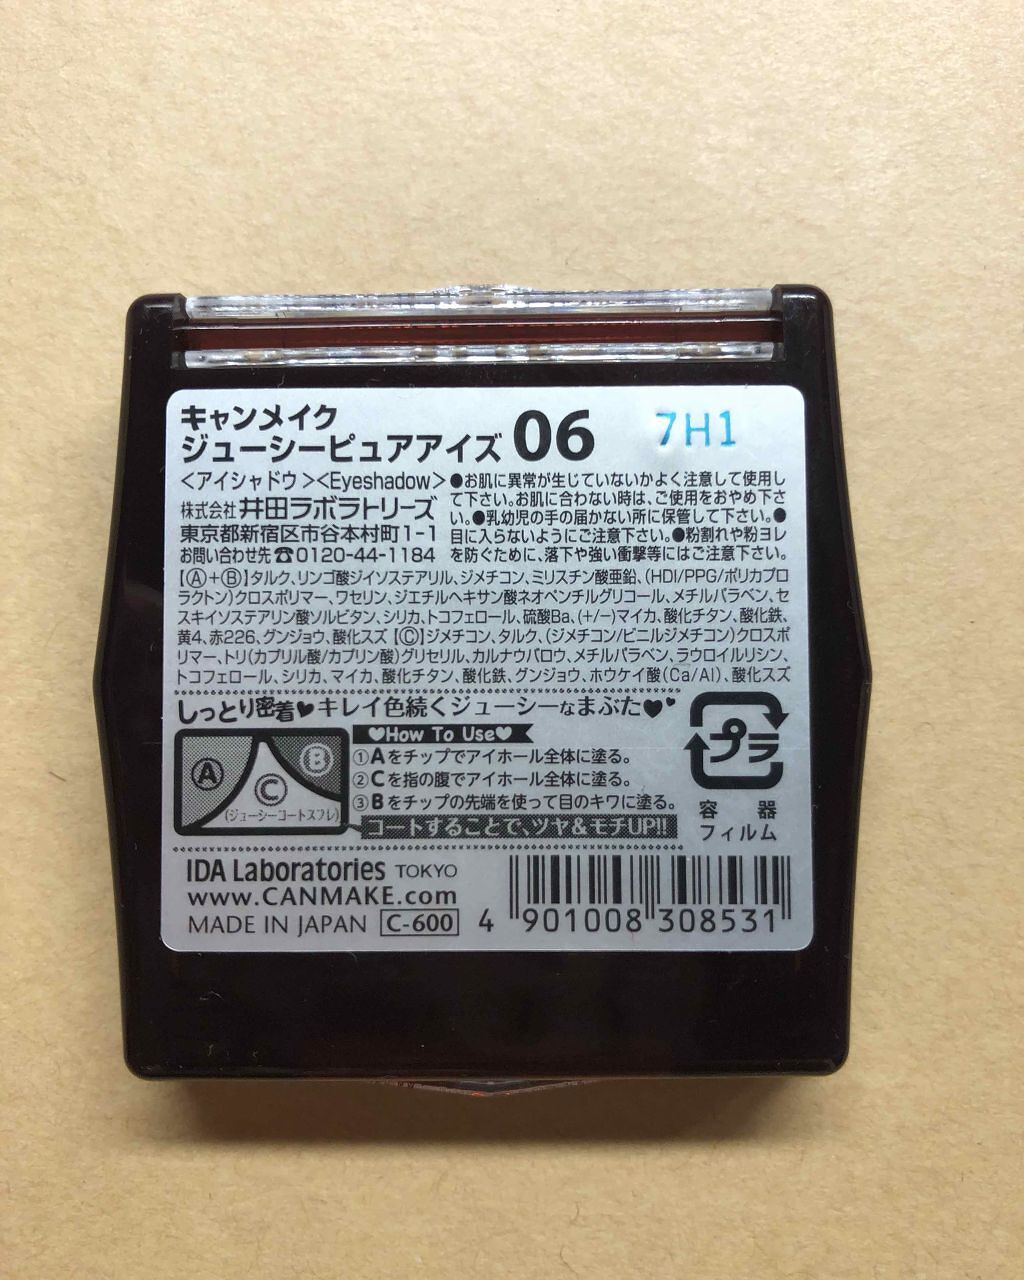 キャンメイク
ジューシーピュアアイズ 06
7H1
<アイシャドウ><Eyeshadow>
株式会社 井田ラボラトリーズ
東京都新宿区市谷本村町1-1
お問い合わせ先☎0120-44-1184
●お肌に異常が生じていないかよく注意して使用し
て下さい。お肌に合わない時は、ご使用をおやめ下さ
い。●乳幼児の手の届かない所に保管して下さい。●
目に入らないようにご注意下さい。●粉割れや粉ヨレ
を防ぐために、落下や強い衝撃等にはご注意下さい。
【Ⓐ+Ⓑ】タルク、リンゴ酸ジイソステアリル、ジメチコン、ミリスチン酸亜鉛、(HDI/PPG/ポリカプロ
ラクトン)クロスポリマー、ワセリン、ジエチルヘキサン酸ネオペンチルグリコール、メチルパラベン、セ
スキイソステアリン酸ソルビタン、シリカ、トコフェロール、硫酸Ba、(+/-)マイカ、酸化チタン、酸化鉄、
黄4、赤226、グンジョウ、酸化スズ【Ⓒ】ジメチコン、タルク、(ジメチコン/ビニルジメチコン)クロスポ
リマー、トリ(カプリル酸/カプリン酸)グリセリル、カルナウバロウ、メチルパラベン、ラウロイルリシン、
トコフェロール、シリカ、マイカ、酸化チタン、酸化鉄、グンジョウ、ホウケイ酸(Ca/Al)、酸化スズ
しっとり密着♥キレイ色続くジューシーなまぶた♥♥
♥How To Use♥
①Aをチップでアイホール全体に塗る。
②Cを指の腹でアイホール全体に塗る。
③Bをチップの先端を使って目のキワに塗る。
コートすることで、ツヤ&モチUP!!
A
B
C
(ジューシーコートスフレ)
プラ
容器
フィルム
IDA Laboratories TOKYO
www.CANMAKE.com
MADE IN JAPAN C-600
4 901008 308531